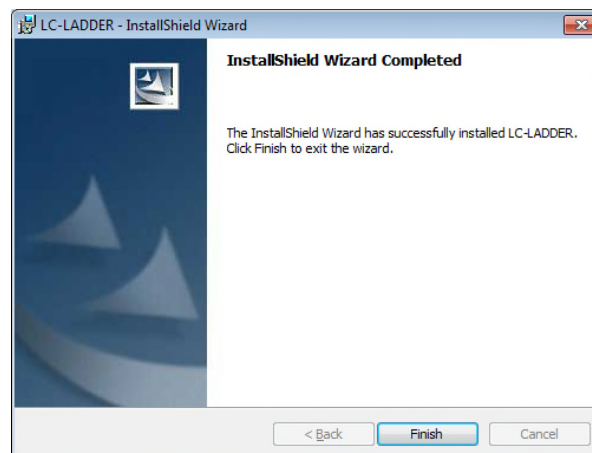 LC-LADDER - InstallShield Wizard
InstallShield Wizard Completed
The InstallShield Wizard has successfully installed LC-LADDER.
Click Finish to exit the wizard.
< Back
Finish
Cancel